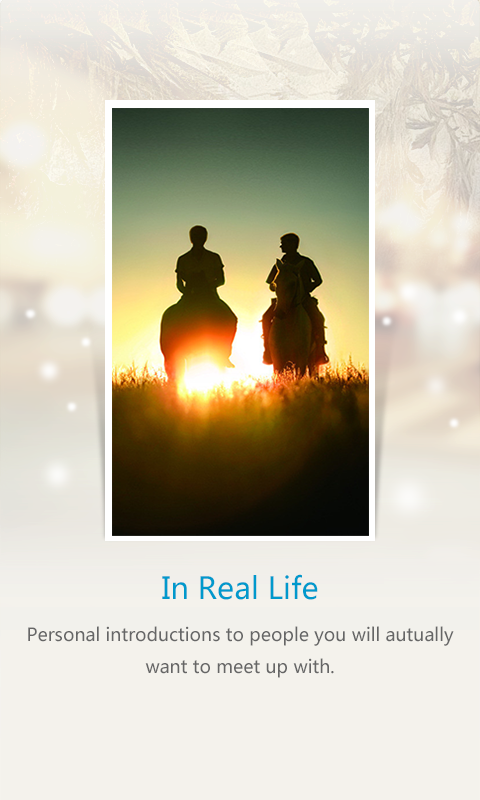 In Real Life
Personal introductions to people you will autually
want to meet up with.